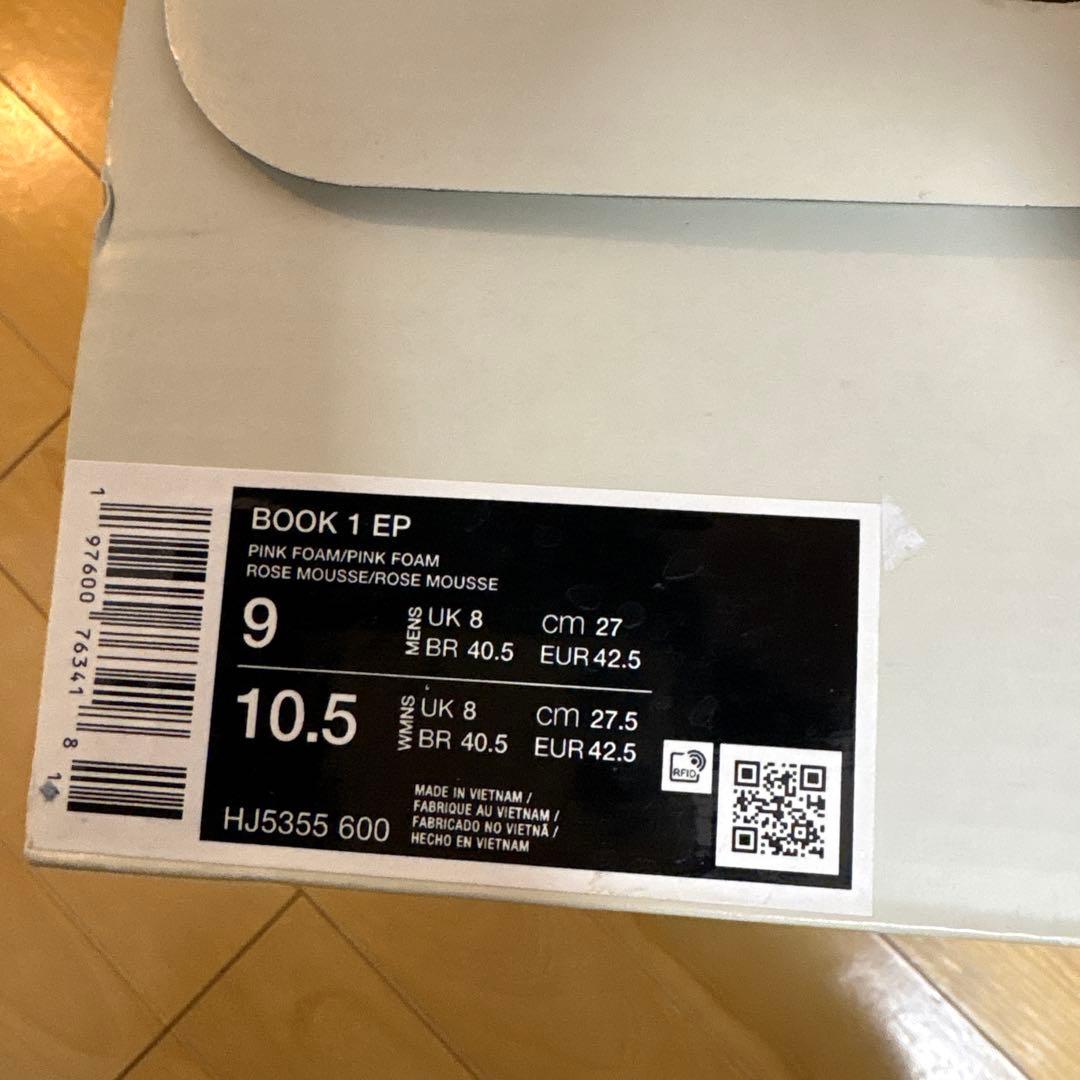 BOOK 1 EP
PINK FOAM/PINK FOAM
ROSE MOUSSE/ROSE MOUSSE
9
MENS
UK 8 cm 27
BR 40.5 EUR 42.5
10.5
WMNS
UK 8 cm 27.5
BR 40.5 EUR 42.5
RFID
HJ5355 600
MADE IN VIETNAM /
FABRIQUE AU VIETNAM /
FABRICADO NO VIETNÃ /
HECHO EN VIETNAM
1 97600 76341 8 1